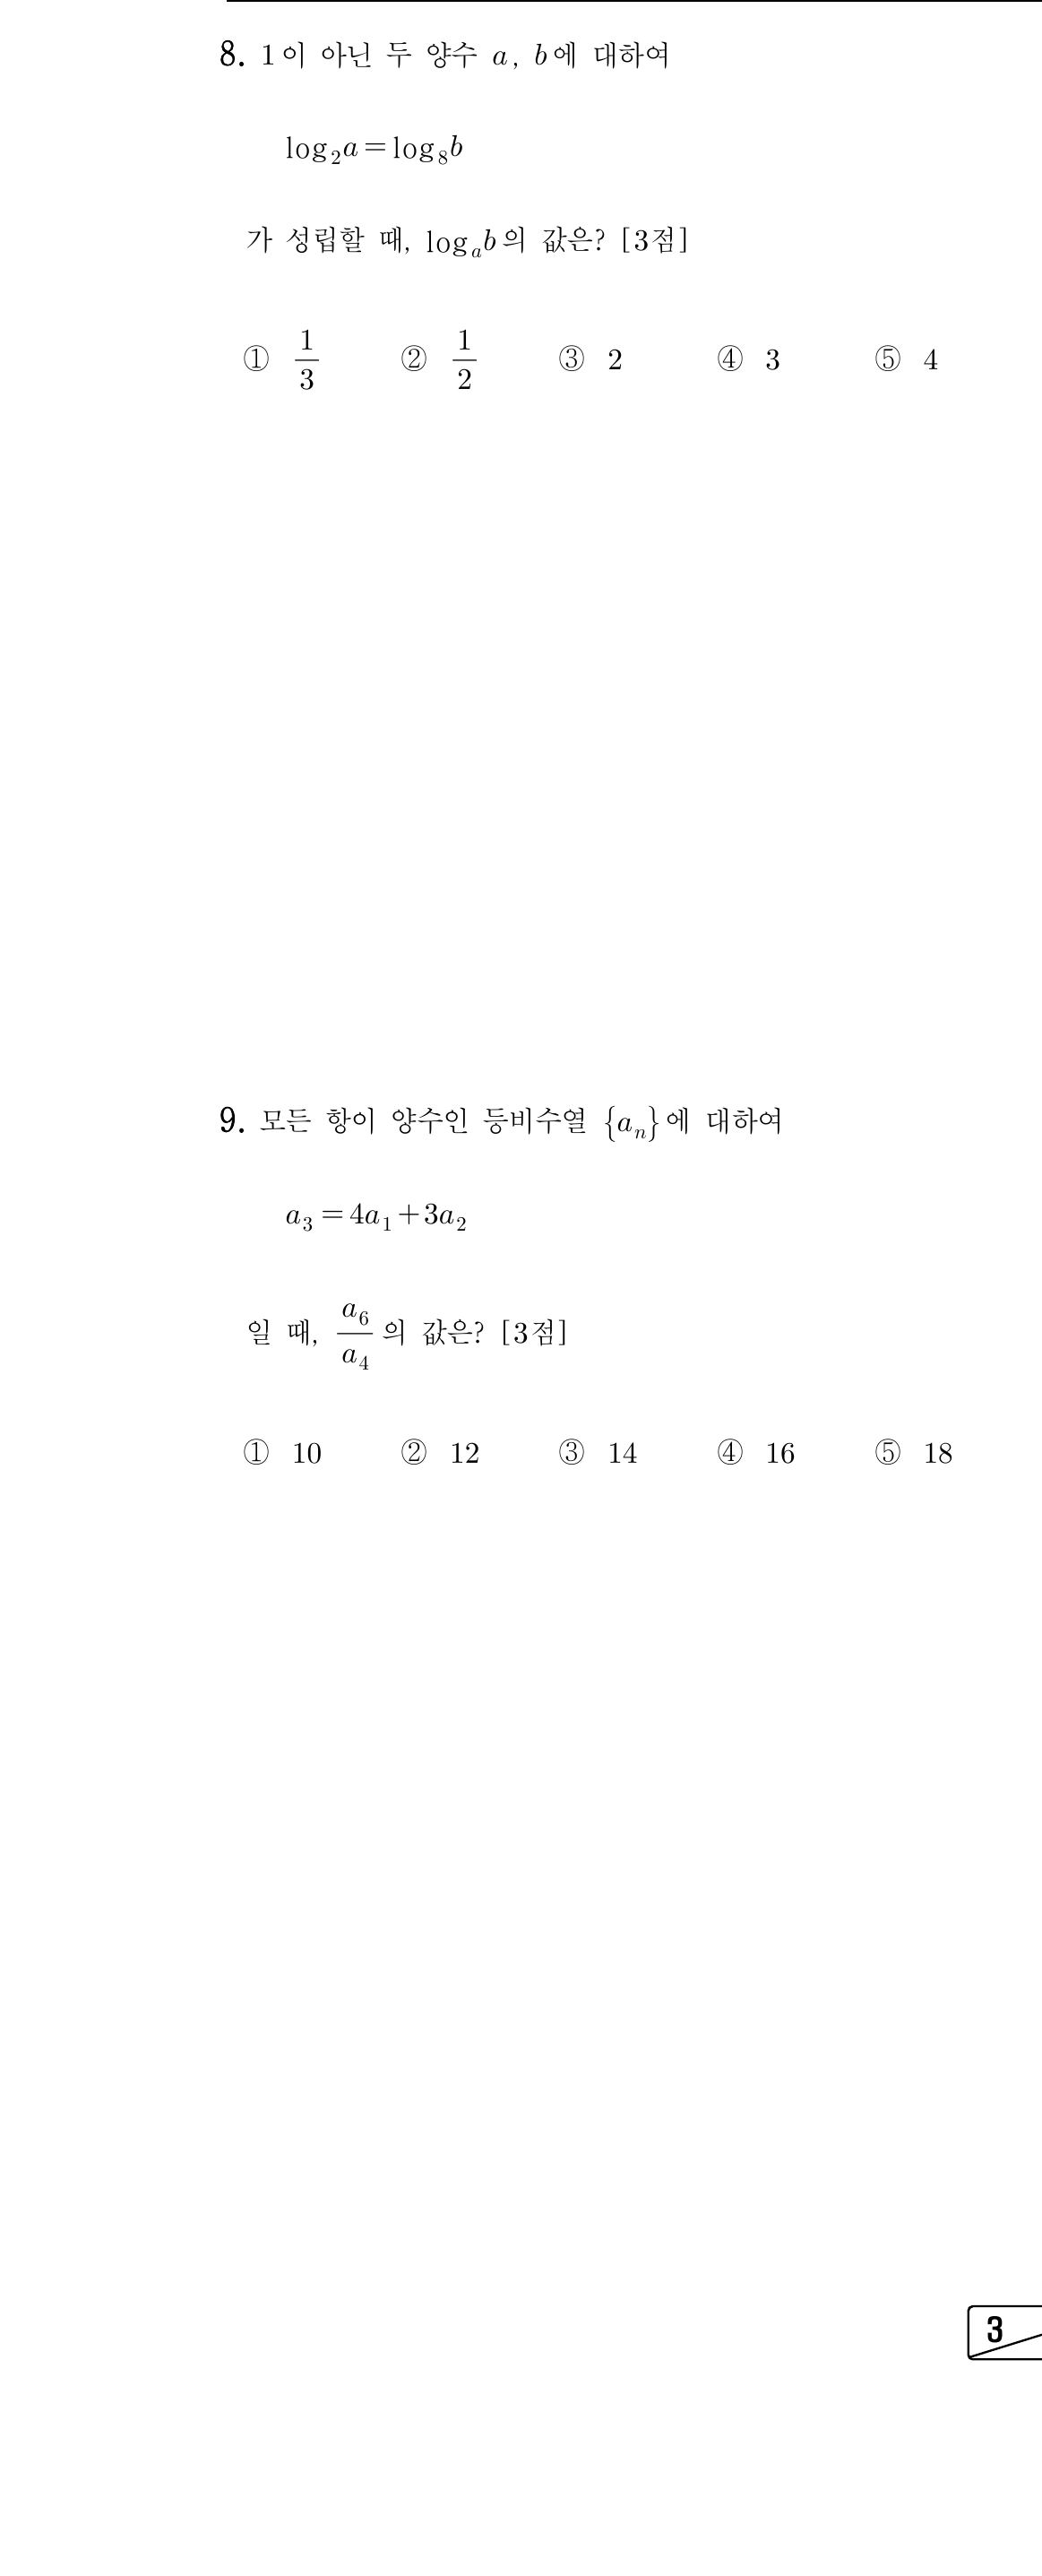 8. 1이 아닌 두 양수 a, b에 대하여
log₂a=log₈b
가 성립할 때, logₐb의 값은? [3점]
① 1/3 ② 1/2 ③ 2 ④ 3 ⑤ 4
9. 모든 항이 양수인 등비수열 {aₙ}에 대하여
a₃=4a₁+3a₂
일 때, a₆/a₄의 값은? [3점]
① 10 ② 12 ③ 14 ④ 16 ⑤ 18
3